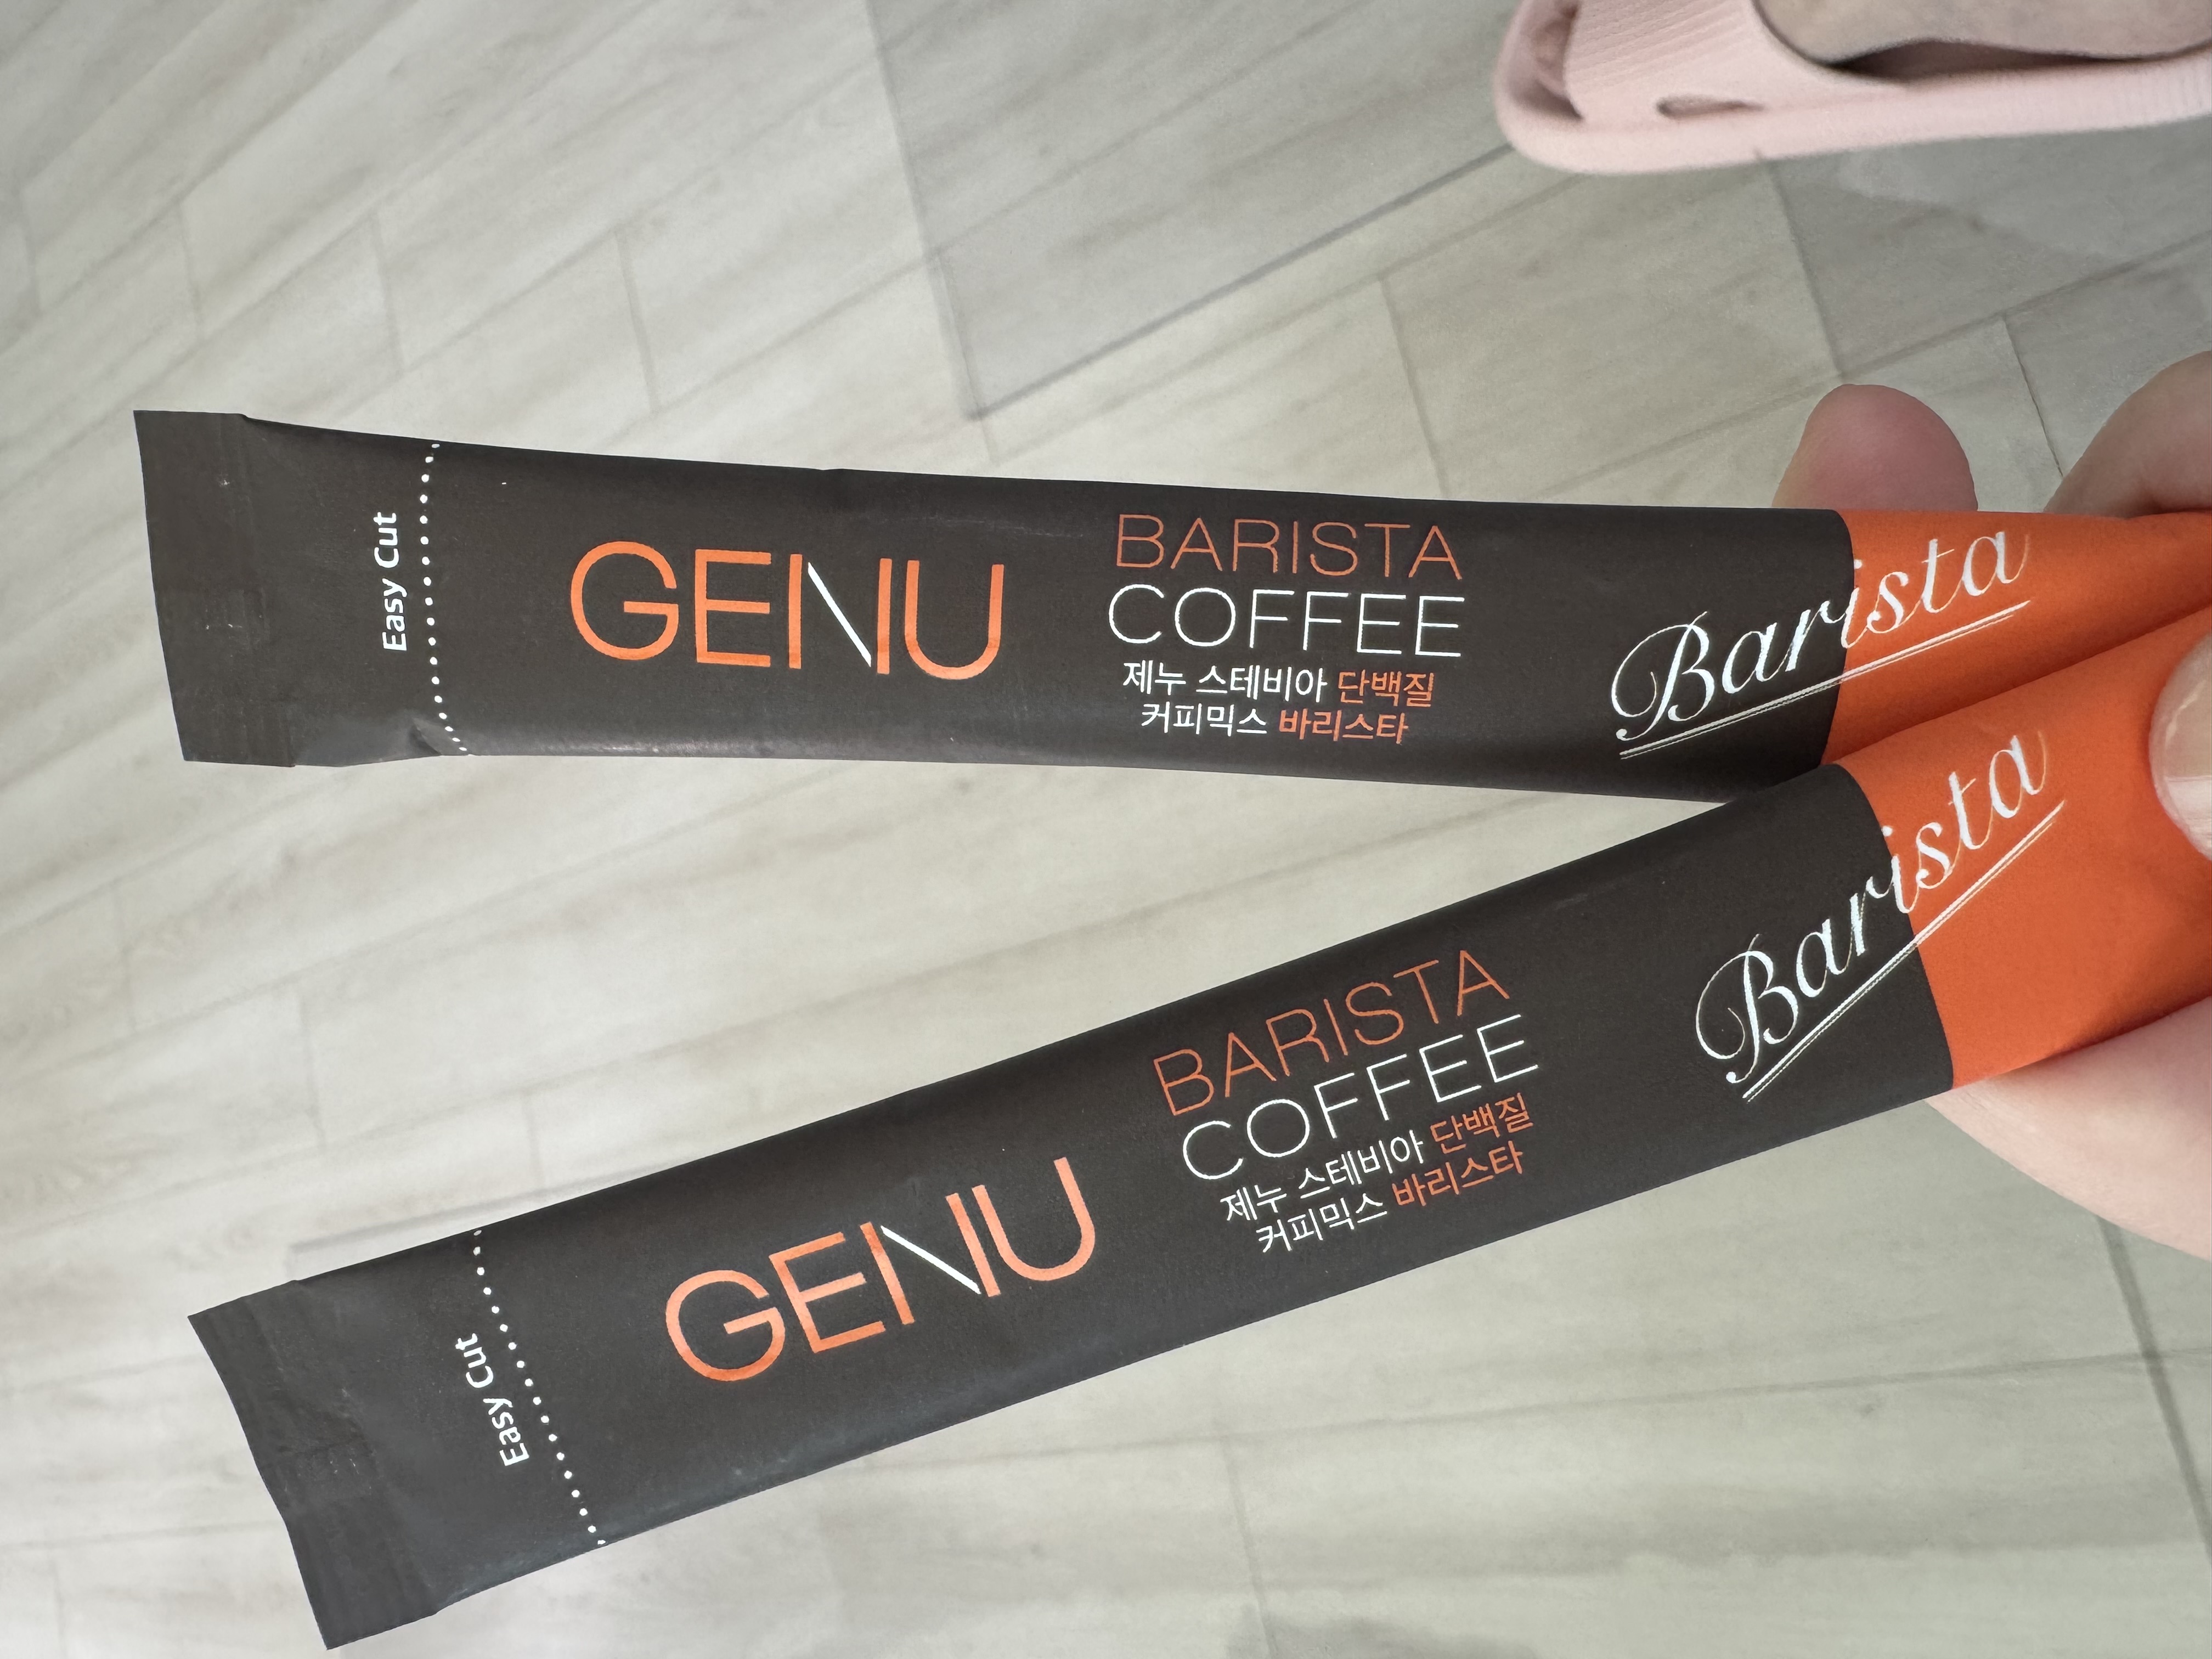 Easy Cut
GENU
BARISTA
COFFEE
제누 스테비아 단백질
커피믹스 바리스타
Barista
Easy Cut
GENU
BARISTA
COFFEE
제누 스테비아 단백질
커피믹스 바리스타
Barista